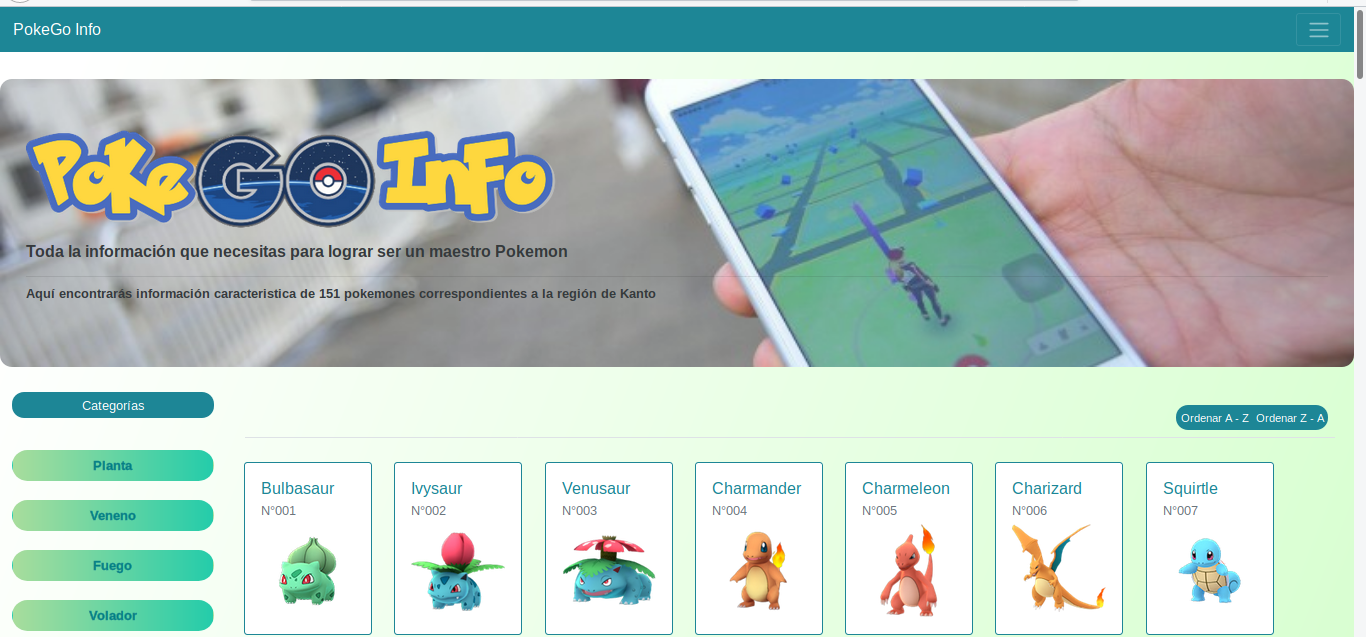 PokeGo Info
Poke GO Info
Toda la información que necesitas para lograr ser un maestro Pokemon
Aquí encontrarás información caracteristica de 151 pokemones correspondientes a la región de Kanto
Categorías
Ordenar A - Z Ordenar Z - A
Planta
Veneno
Fuego
Volador
Bulbasaur
N°001
Ivysaur
N°002
Venusaur
N°003
Charmander
N°004
Charmeleon
N°005
Charizard
N°006
Squirtle
N°007